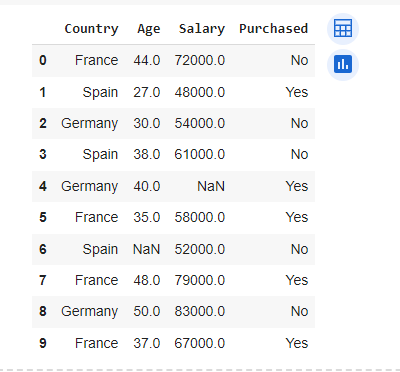 Country Age Salary Purchased
0 France 44.0 72000.0 No
1 Spain 27.0 48000.0 Yes
2 Germany 30.0 54000.0 No
3 Spain 38.0 61000.0 No
4 Germany 40.0 NaN Yes
5 France 35.0 58000.0 Yes
6 Spain NaN 52000.0 No
7 France 48.0 79000.0 Yes
8 Germany 50.0 83000.0 No
9 France 37.0 67000.0 Yes